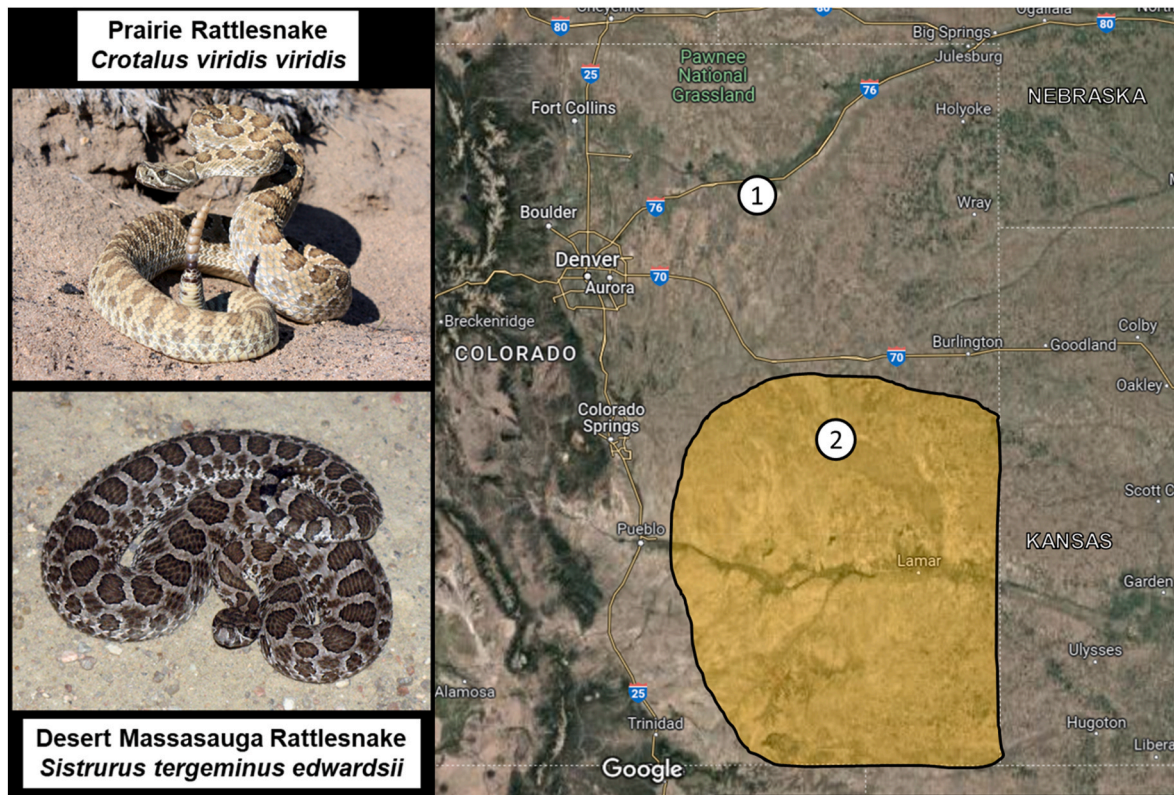 Prairie Rattlesnake
Crotalus viridis viridis
Desert Massasauga Rattlesnake
Sistrurus tergeminus edwardsii
Cheyenne
80
80
Ogallala
80
Big Springs
Julesburg
Pawnee
National
Grassland
25
76
Fort Collins
Holyoke
NEBRASKA
1
76
Wray
Boulder
Denver
Aurora
70
Breckenridge
COLORADO
70
Burlington
Goodland
Colby
Oakley
Colorado
Springs
2
Scott C
Pueblo
KANSAS
Lamar
Garden
Ulysses
Alamosa
25
Trinidad
Hugoton
Libera
Google